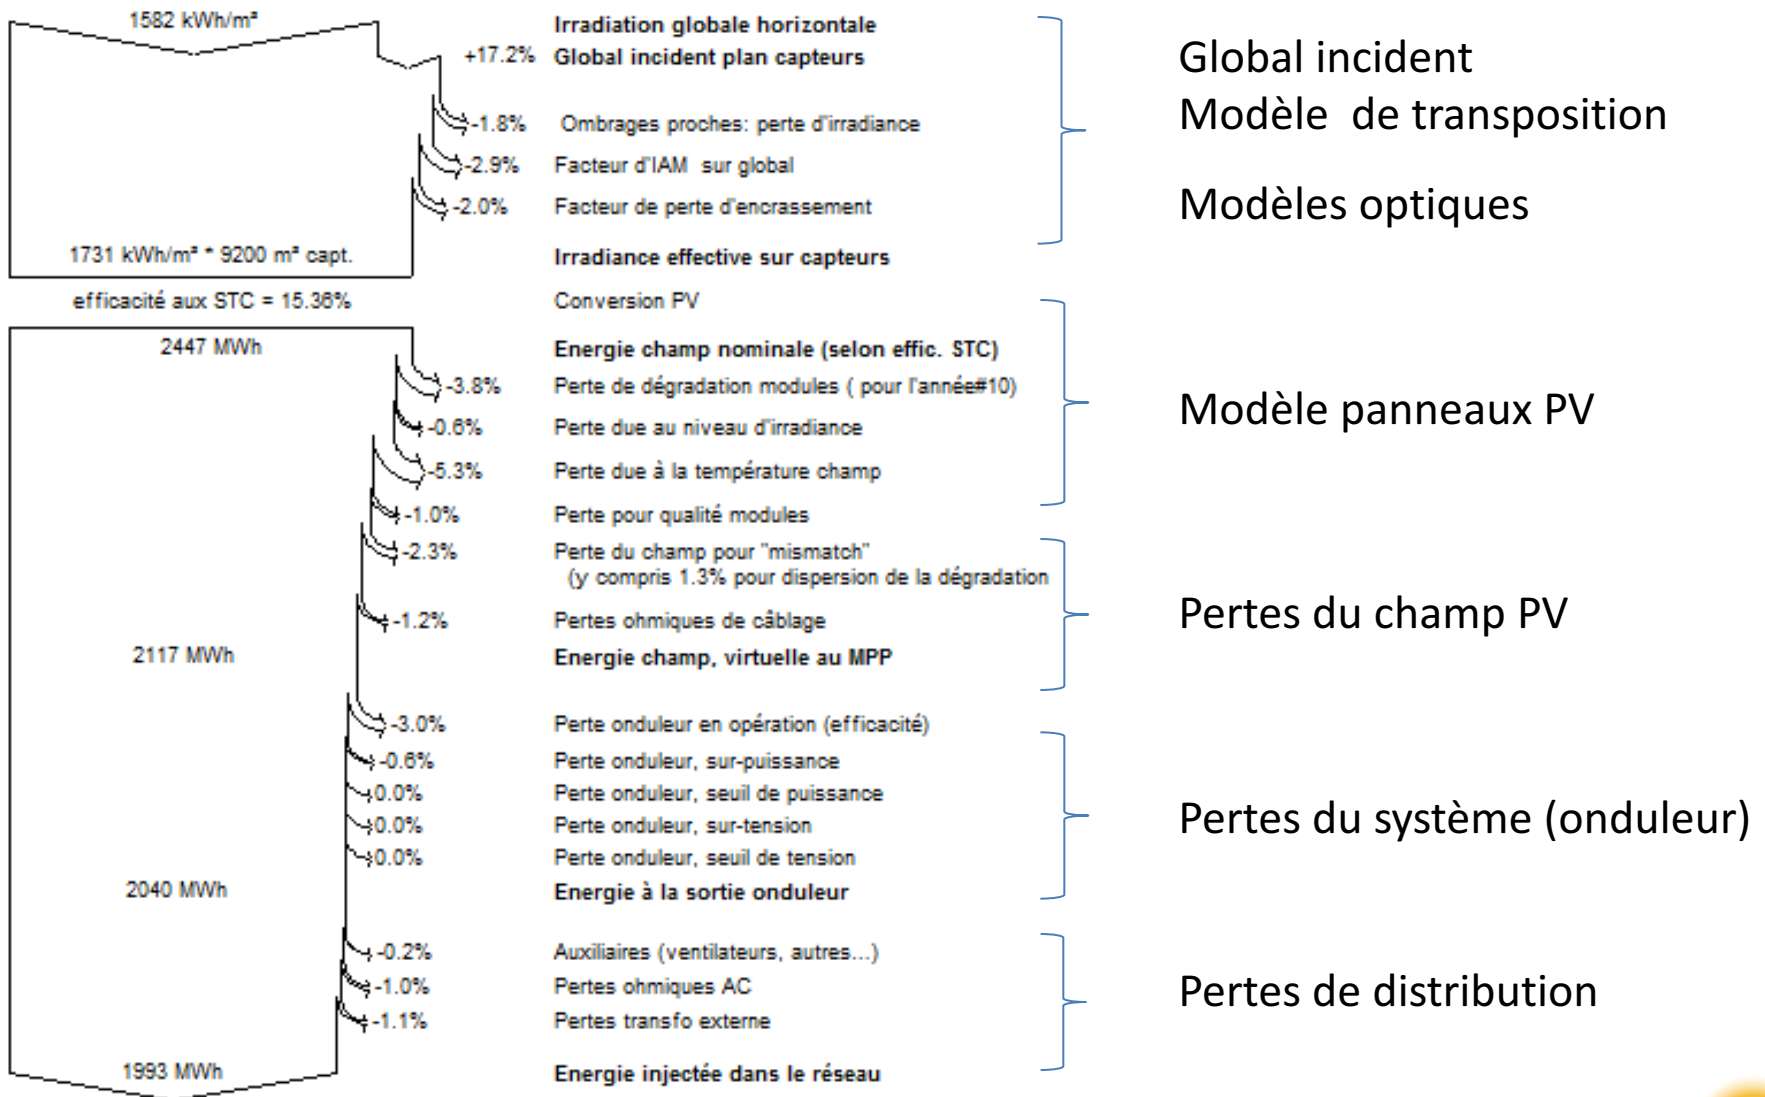 1582 kWh/m²
Irradiation globale horizontale
+17.2% Global incident plan capteurs
-1.8% Ombrages proches: perte d'irradiance
-2.9% Facteur d'IAM sur global
-2.0% Facteur de perte d'encrassement
1731 kWh/m² * 9200 m² capt.
Irradiance effective sur capteurs
efficacité aux STC = 15.36%
Conversion PV
2447 MWh
Energie champ nominale (selon effic. STC)
-3.8% Perte de dégradation modules ( pour l'année#10)
-0.6% Perte due au niveau d'irradiance
-5.3% Perte due à la température champ
-1.0% Perte pour qualité modules
-2.3% Perte du champ pour "mismatch"
(y compris 1.3% pour dispersion de la dégradation
-1.2% Pertes ohmiques de câblage
2117 MWh
Energie champ, virtuelle au MPP
-3.0% Perte onduleur en opération (efficacité)
-0.6% Perte onduleur, sur-puissance
0.0% Perte onduleur, seuil de puissance
0.0% Perte onduleur, sur-tension
0.0% Perte onduleur, seuil de tension
2040 MWh
Energie à la sortie onduleur
-0.2% Auxiliaires (ventilateurs, autres...)
-1.0% Pertes ohmiques AC
-1.1% Pertes transfo externe
1993 MWh
Energie injectée dans le réseau
Global incident
Modèle de transposition
Modèles optiques
Modèle panneaux PV
Pertes du champ PV
Pertes du système (onduleur)
Pertes de distribution